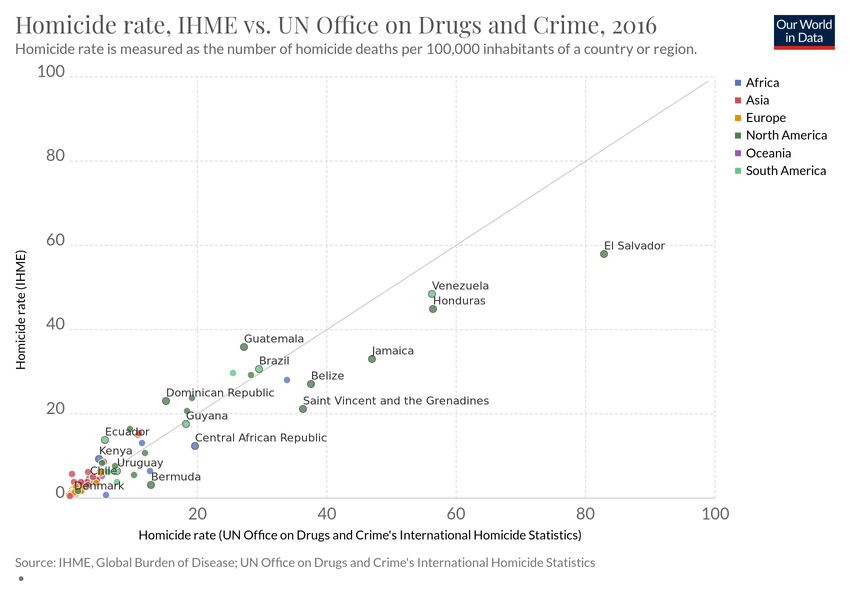 Homicide rate, IHME vs. UN Office on Drugs and Crime, 2016
Homicide rate is measured as the number of homicide deaths per 100,000 inhabitants of a country or region.
Our World
in Data
100
80
60
40
20
0
Homicide rate (IHME)
Africa
Asia
Europe
North America
Oceania
South America
El Salvador
Venezuela
Honduras
Guatemala
Jamaica
Brazil
Belize
Dominican Republic
Saint Vincent and the Grenadines
Guyana
Ecuador
Central African Republic
Kenya
Uruguay
Chile
Bermuda
Denmark
20
40
60
80
100
Homicide rate (UN Office on Drugs and Crime's International Homicide Statistics)
Source: IHME, Global Burden of Disease; UN Office on Drugs and Crime's International Homicide Statistics